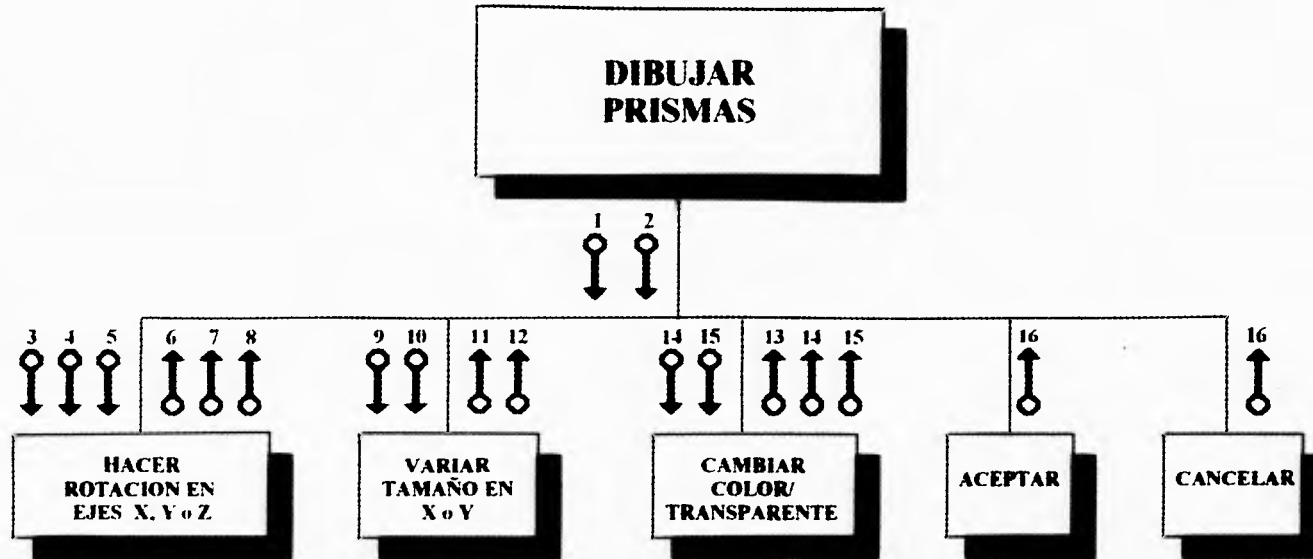 DIBUJAR
PRISMAS
1 2
3 4 5 6 7 8 9 10 11 12 14 15 13 14 15 16 16
HACER
ROTACION EN
EJES X, Y o Z
VARIAR
TAMAÑO EN
X o Y
CAMBIAR
COLOR/
TRANSPARENTE
ACEPTAR
CANCELAR